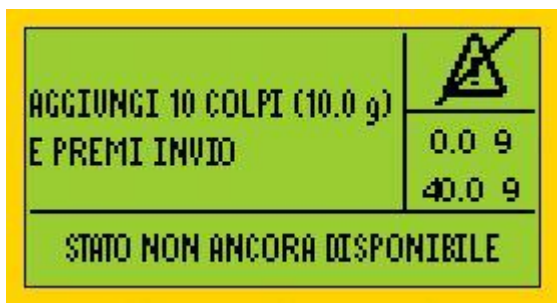 AGGIUNGI 10 COLPI (10.0 g)
E PREMI INVIO
0.0 g
40.0 g
STATO NON ANCORA DISPONIBILE